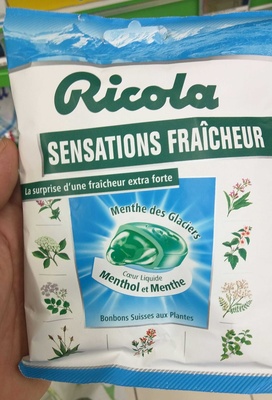 Ricola
SENSATIONS FRAÎCHEUR
La surprise d'une fraîcheur extra forte
Menthe des Glaciers
Cœur Liquide
Menthol et Menthe
Bonbons Suisses aux Plantes